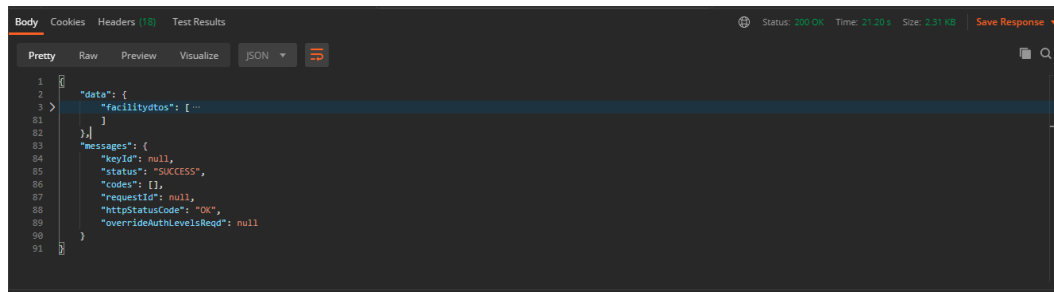 Body Cookies Headers (18) Test Results Status: 200 OK Time: 21.20 s Size: 2.31 KB Save Response
Pretty Raw Preview Visualize JSON
1 {
2 "data": {
3 "facilitydtos": [ ...
81 ]
82 },
83 "messages": {
84 "keyId": null,
85 "status": "SUCCESS",
86 "codes": [],
87 "requestId": null,
88 "httpStatusCode": "OK",
89 "overrideAuthLevelsReqd": null
90 }
91 }